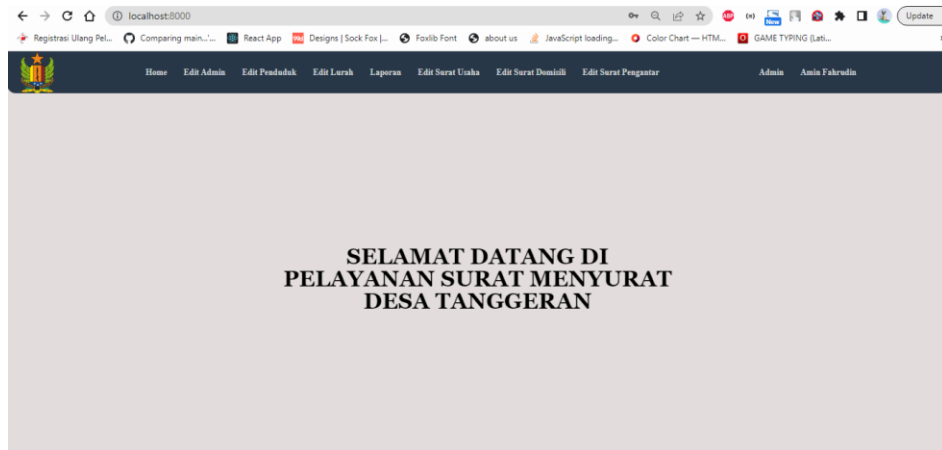 localhost:8000
Update
Registrasi Ulang Pel... Comparing main...'... React App Designs | Sock Fox |... Foxlib Font about us JavaScript loading... Color Chart — HTM... GAME TYPING (Lati...
Home Edit Admin Edit Penduduk Edit Lurah Laporan Edit Surat Usaha Edit Surat Domisili Edit Surat Pengantar Admin Amin Fahrudin
SELAMAT DATANG DI
PELAYANAN SURAT MENYURAT
DESA TANGGERAN